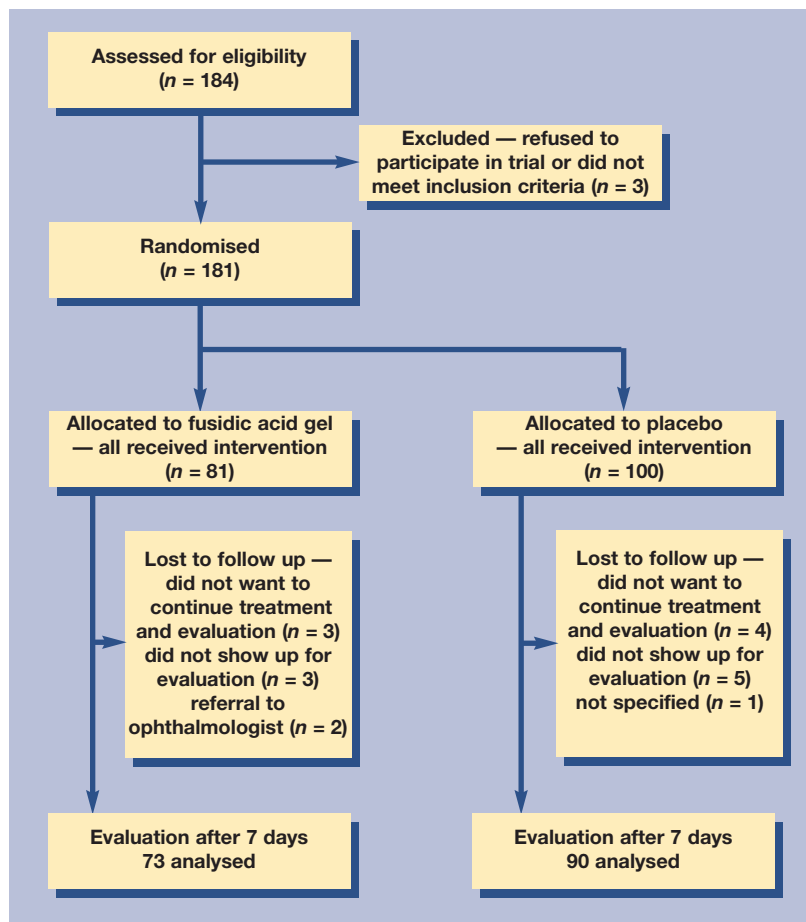 Assessed for eligibility
(n = 184)
Excluded — refused to
participate in trial or did not
meet inclusion criteria (n = 3)
Randomised
(n = 181)
Allocated to fusidic acid gel
— all received intervention
(n = 81)
Allocated to placebo
— all received intervention
(n = 100)
Lost to follow up —
did not want to
continue treatment
and evaluation (n = 3)
did not show up for
evaluation (n = 3)
referral to
ophthalmologist (n = 2)
Lost to follow up —
did not want to
continue treatment
and evaluation (n = 4)
did not show up for
evaluation (n = 5)
not specified (n = 1)
Evaluation after 7 days
73 analysed
Evaluation after 7 days
90 analysed